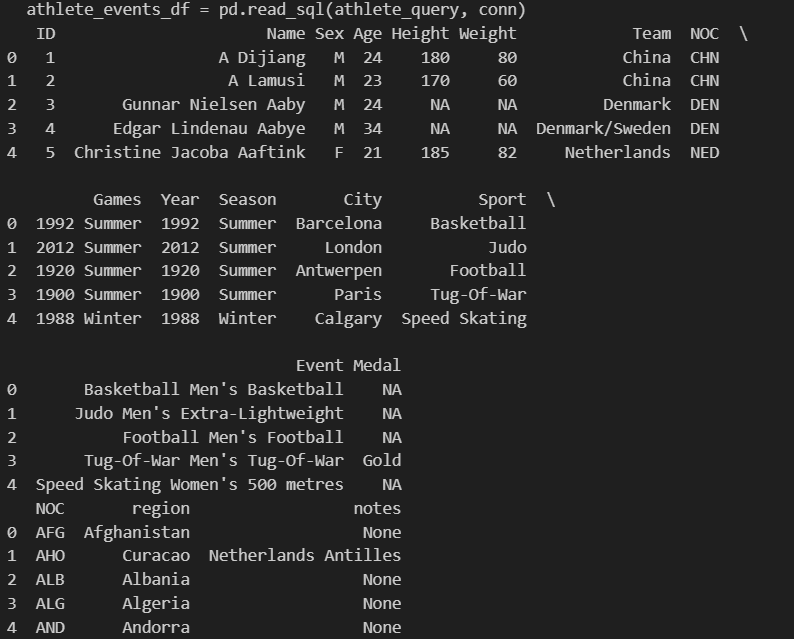 athlete_events_df = pd.read_sql(athlete_query, conn)
ID Name Sex Age Height Weight Team NOC \
0 1 A Dijiang M 24 180 80 China CHN
1 2 A Lamusi M 23 170 60 China CHN
2 3 Gunnar Nielsen Aaby M 24 NA NA Denmark DEN
3 4 Edgar Lindenau Aabye M 34 NA NA Denmark/Sweden DEN
4 5 Christine Jacoba Aaftink F 21 185 82 Netherlands NED
Games Year Season City Sport \
0 1992 Summer 1992 Summer Barcelona Basketball
1 2012 Summer 2012 Summer London Judo
2 1920 Summer 1920 Summer Antwerpen Football
3 1900 Summer 1900 Summer Paris Tug-Of-War
4 1988 Winter 1988 Winter Calgary Speed Skating
Event Medal
0 Basketball Men's Basketball NA
1 Judo Men's Extra-Lightweight NA
2 Football Men's Football NA
3 Tug-Of-War Men's Tug-Of-War Gold
4 Speed Skating Women's 500 metres NA
NOC region notes
0 AFG Afghanistan None
1 AHO Curacao Netherlands Antilles
2 ALB Albania None
3 ALG Algeria None
4 AND Andorra None